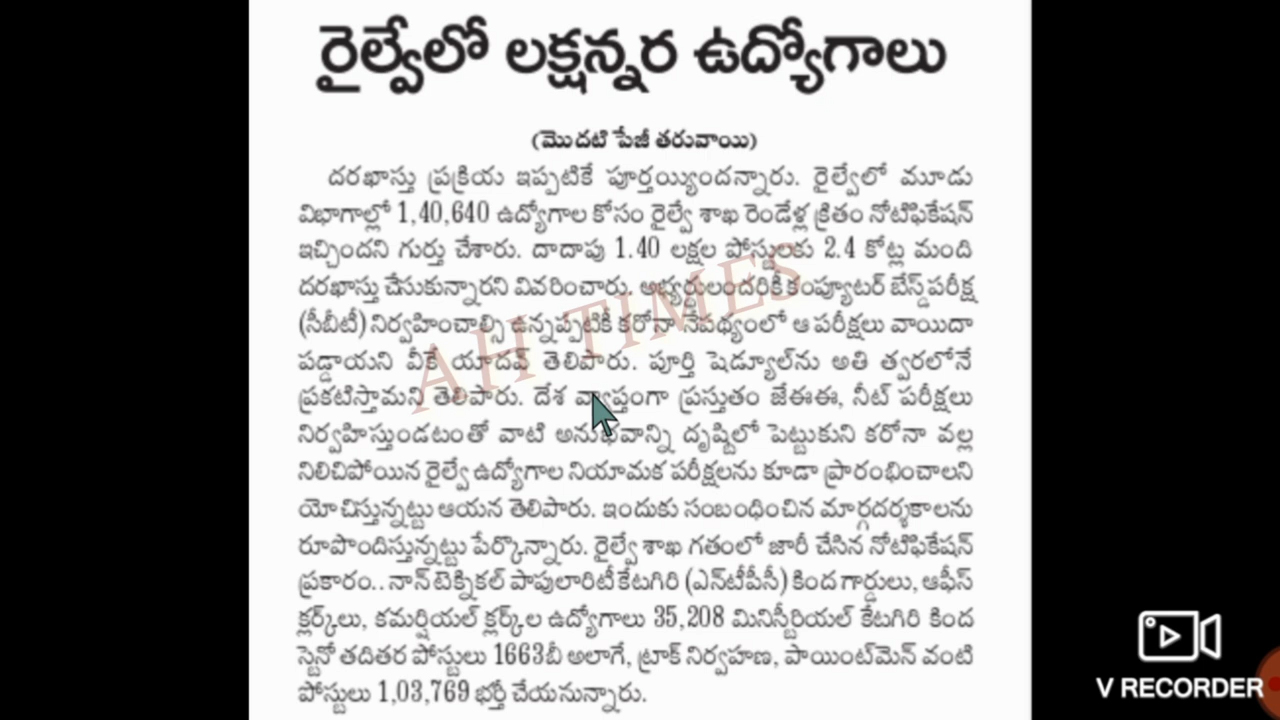 రైల్వేలో లక్షన్నర ఉద్యోగాలు
(మొదటి పేజీ తరువాయి)
దరఖాస్తు ప్రక్రియ ఇప్పటికే పూర్తయ్యిందన్నారు. రైల్వేలో మూడు
విభాగాల్లో 1,40,640 ఉద్యోగాల కోసం రైల్వే శాఖ రెండేళ్ల క్రితం నోటిఫికేషన్
ఇచ్చిందని గుర్తు చేశారు. దాదాపు 1.40 లక్షల పోస్టులకు 2.4 కోట్ల మంది
దరఖాస్తు చేసుకున్నారని వివరించారు. అభ్యర్థులందరికీ కంప్యూటర్ బేస్డ్ పరీక్ష
(సీబీటీ) నిర్వహించాల్సి ఉన్నప్పటికీ కరోనా నేపథ్యంలో ఆ పరీక్షలు వాయిదా
పడ్డాయని వీకే యాదవ్ తెలిపారు. పూర్తి షెడ్యూల్‌ను అతి త్వరలోనే
ప్రకటిస్తామని తెలిపారు. దేశ వ్యాప్తంగా ప్రస్తుతం జేఈఈ, నీట్ పరీక్షలు
నిర్వహిస్తుండటంతో వాటి అనుభవాన్ని దృష్టిలో పెట్టుకుని కరోనా వల్ల
నిలిచిపోయిన రైల్వే ఉద్యోగాల నియామక పరీక్షలను కూడా ప్రారంభించాలని
యోచిస్తున్నట్టు ఆయన తెలిపారు. ఇందుకు సంబంధించిన మార్గదర్శకాలను
రూపొందిస్తున్నట్టు పేర్కొన్నారు. రైల్వే శాఖ గతంలో జారీ చేసిన నోటిఫికేషన్
ప్రకారం.. నాన్ టెక్నికల్ పాపులారిటీ కేటగిరి (ఎన్‌టీపీసీ) కింద గార్డులు, ఆఫీస్
క్లర్క్‌లు, కమర్షియల్ క్లర్క్‌ల ఉద్యోగాలు 35,208 మినిస్టీరియల్ కేటగిరి కింద
స్టెనో తదితర పోస్టులు 1663బీ అలాగే, ట్రాక్ నిర్వహణ, పాయింట్‌మెన్ వంటి
పోస్టులు 1,03,769 భర్తీ చేయనున్నారు.
AH TIMES
V RECORDER